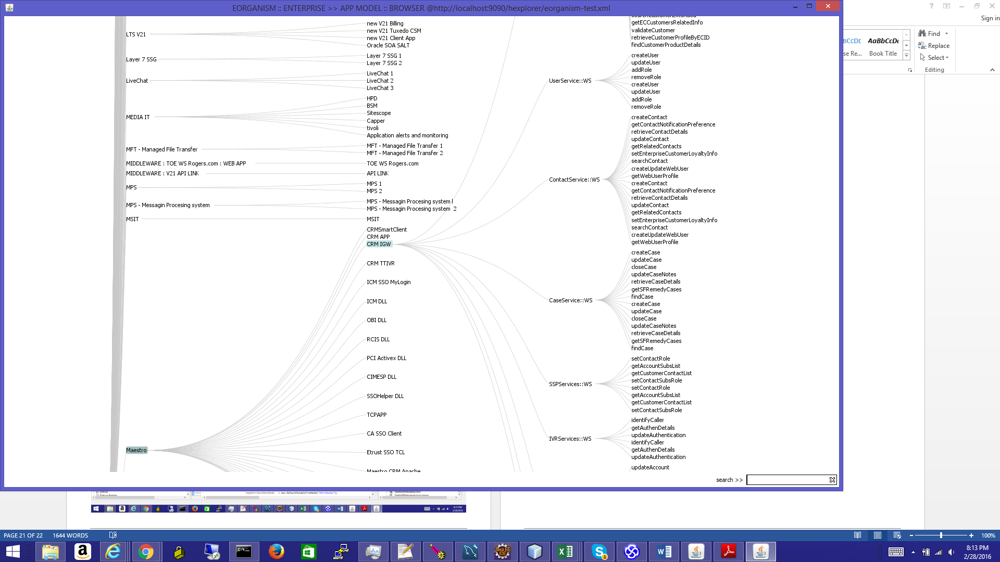 EORGANISM :: ENTERPRISE >> APP MODEL :: BROWSER @http://localhost:9090/hexplorer/eorganism-test.xml
Sign in
Find
Replace
Select
Editing
AaBbCcDc
Book Title
LTS V21
new V21 Billing
new V21 Tuxedo CSM
new V21 Client App
Oracle SOA SALT
Layer 7 SSG
Layer 7 SSG 1
Layer 7 SSG 2
LiveChat
LiveChat 1
LiveChat 2
LiveChat 3
MEDIA IT
HPD
BSM
Sitescope
Capper
tivoli
Application alerts and monitoring
MFT - Managed File Transfer
MFT - Managed File Transfer 1
MFT - Managed File Transfer 2
MIDDLEWARE : TOE WS Rogers.com : WEB APP
TOE WS Rogers.com
MIDDLEWARE : V21 API LINK
API LINK
MPS
MPS 1
MPS 2
MPS - Messagin Procesing system
MPS - Messagin Procesing system l
MPS - Messagin Procesing system 2
MSIT
MSIT
Maestro
CRMSmartClient
CRM APP
CRM IGW
CRM TTIVR
ICM SSO MyLogin
ICM DLL
OBI DLL
RCIS DLL
PCI Activex DLL
CIMESP DLL
SSOHelper DLL
TCPAPP
CA SSO Client
Etrust SSO TCL
Maestro CRM Apache
searchCustomerExtended
getECCustomersRelatedInfo
validateCustomer
retrieveCustomerProfileByECID
findCustomerProductDetails
UserService::WS
createUser
updateUser
addRole
removeRole
createUser
updateUser
addRole
removeRole
ContactService::WS
createContact
getContactNotificationPreference
retrieveContactDetails
updateContact
getRelatedContacts
setEnterpriseCustomerLoyaltyInfo
searchContact
createUpdateWebUser
getWebUserProfile
createContact
getContactNotificationPreference
retrieveContactDetails
updateContact
getRelatedContacts
setEnterpriseCustomerLoyaltyInfo
searchContact
createUpdateWebUser
getWebUserProfile
CaseService::WS
createCase
updateCase
closeCase
updateCaseNotes
retrieveCaseDetails
getSFRemedyCases
findCase
createCase
updateCase
closeCase
updateCaseNotes
retrieveCaseDetails
getSFRemedyCases
findCase
SSPServices::WS
setContactRole
getAccountSubsList
getCustomerContactList
setContactSubsRole
setContactRole
getAccountSubsList
getCustomerContactList
setContactSubsRole
IVRServices::WS
identifyCaller
getAuthenDetails
updateAuthentication
identifyCaller
getAuthenDetails
updateAuthentication
updateAccount
search >>
PAGE 21 OF 22 1644 WORDS
100%
8:13 PM
2/28/2016